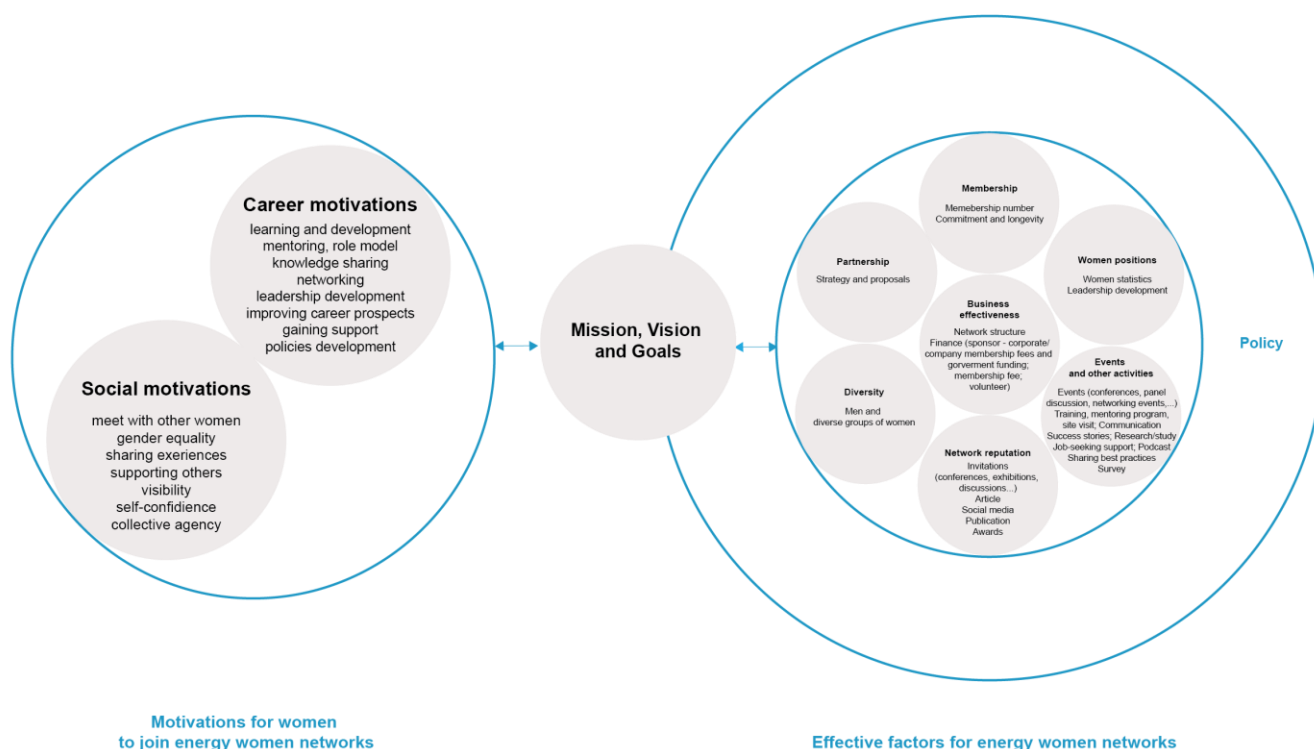 Career motivations
learning and development
mentoring, role model
knowledge sharing
networking
leadership development
improving career prospects
gaining support
policies development
Social motivations
meet with other women
gender equality
sharing exeriences
supporting others
visibility
self-confidience
collective agency
Motivations for women
to join energy women networks
Mission, Vision
and Goals
Membership
Memebership number
Commitment and longevity
Partnership
Strategy and proposals
Women positions
Women statistics
Leadership development
Business
effectiveness
Network structure
Finance (sponsor - corporate/
company membership fees and
gorverment funding;
membership fee;
volunteer)
Diversity
Men and
diverse groups of women
Events
and other activities
Events (conferences, panel
discussion, networking events,...)
Training, mentoring program,
site visit; Communication
Success stories; Research/study
Job-seeking support; Podcast
Sharing best practices
Survey
Network reputation
Invitations
(conferences, exhibitions,
discussions...)
Article
Social media
Publication
Awards
Policy
Effective factors for energy women networks